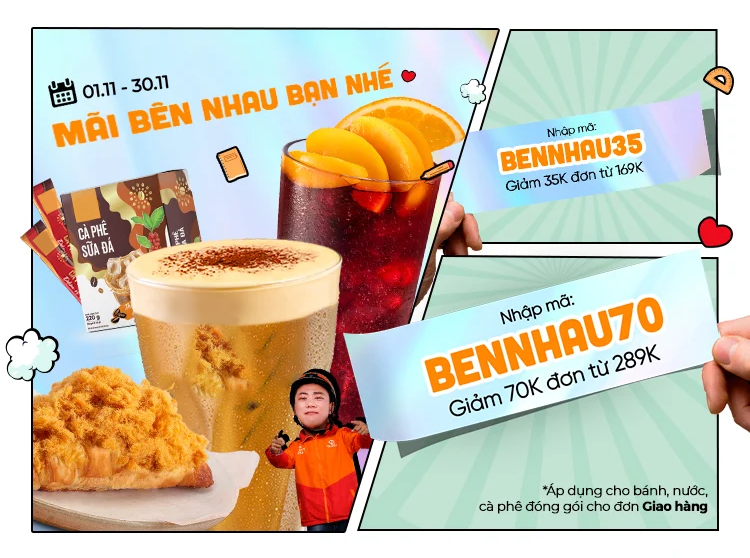 01.11 - 30.11
MÃI BÊN NHAU BẠN NHÉ
CÀ PHÊ
SỮA ĐÁ
220 g
Nhập mã:
BENNHAU35
Giảm 35K đơn từ 169K
Nhập mã:
BENNHAU70
Giảm 70K đơn từ 289K
*Áp dụng cho bánh, nước,
cà phê đóng gói cho đơn Giao hàng